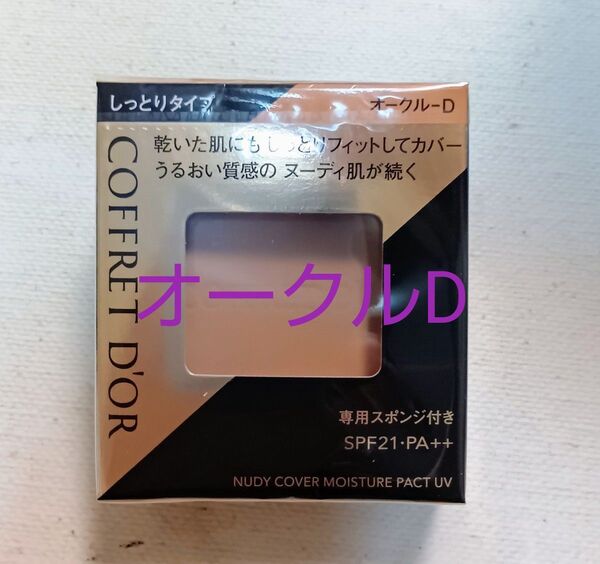 しっとりタイプ
オークル-D
乾いた肌にもしっとりフィットしてカバー
うるおい質感の ヌーディ肌が続く
COFFRET D'OR
オークルD
専用スポンジ付き
SPF21・PA++
NUDY COVER MOISTURE PACT UV